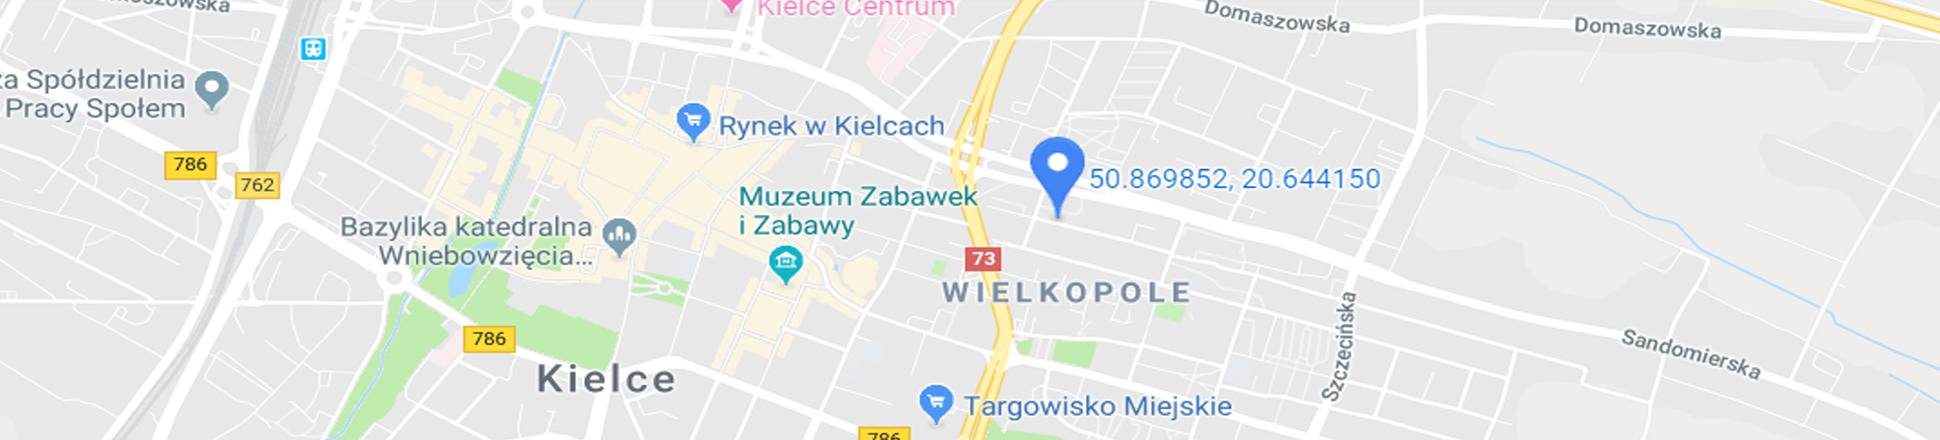 Kielce Centrum
Domaszowska
Domaszowska
za Spółdzielnia
Pracy Społem
Rynek w Kielcach
786
762
50.869852, 20.644150
Muzeum Zabawek
i Zabawy
Bazylika katedralna
Wniebowzięcia...
73
WIELKOPOLE
786
Szczecińska
Sandomierska
Kielce
Targowisko Miejskie
786